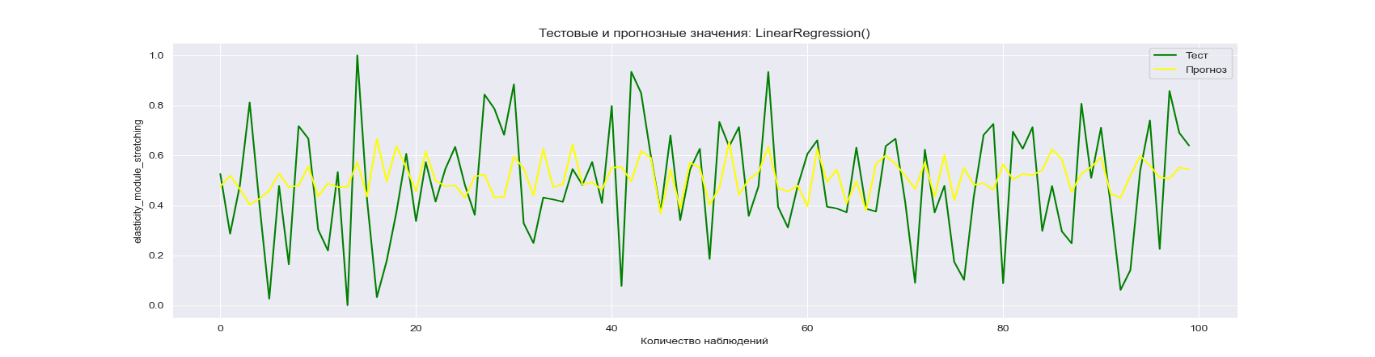 Тестовые и прогнозные значения: LinearRegression()
Тест
Прогноз
elasticity_module_stretching
1.0
0.8
0.6
0.4
0.2
0.0
0 20 40 60 80 100
Количество наблюдений